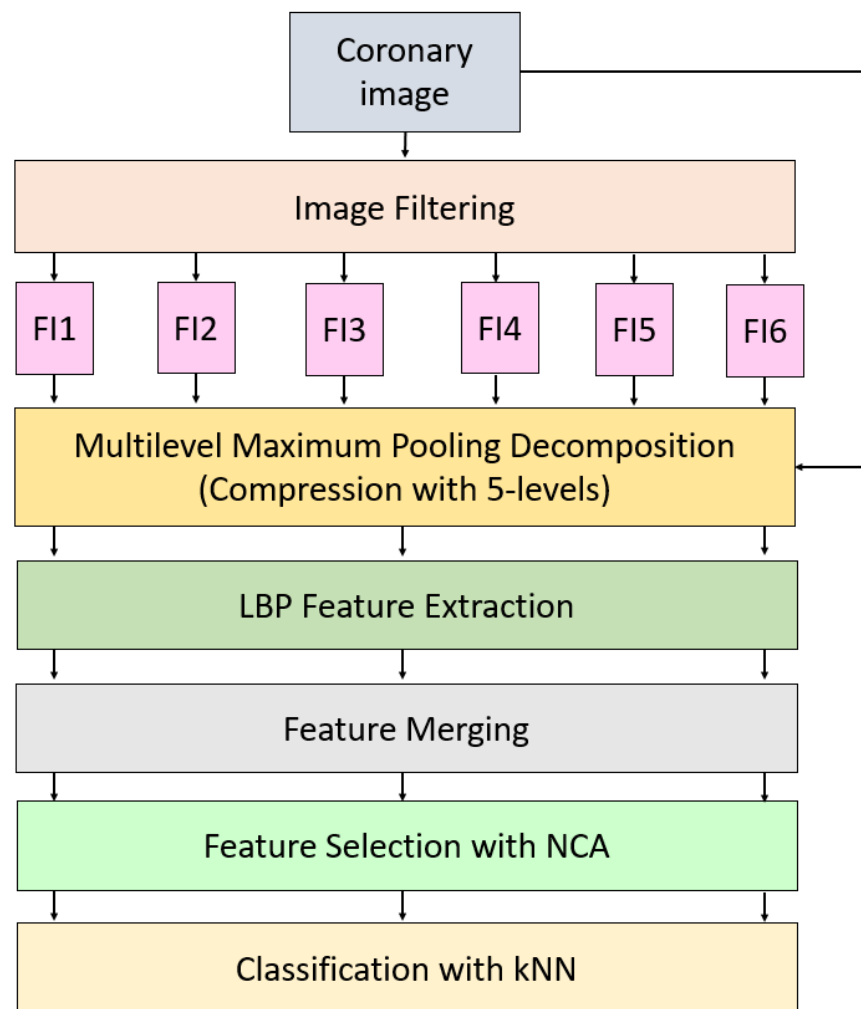 Coronary
image
Image Filtering
FI1
FI2
FI3
FI4
FI5
FI6
Multilevel Maximum Pooling Decomposition
(Compression with 5-levels)
LBP Feature Extraction
Feature Merging
Feature Selection with NCA
Classification with kNN